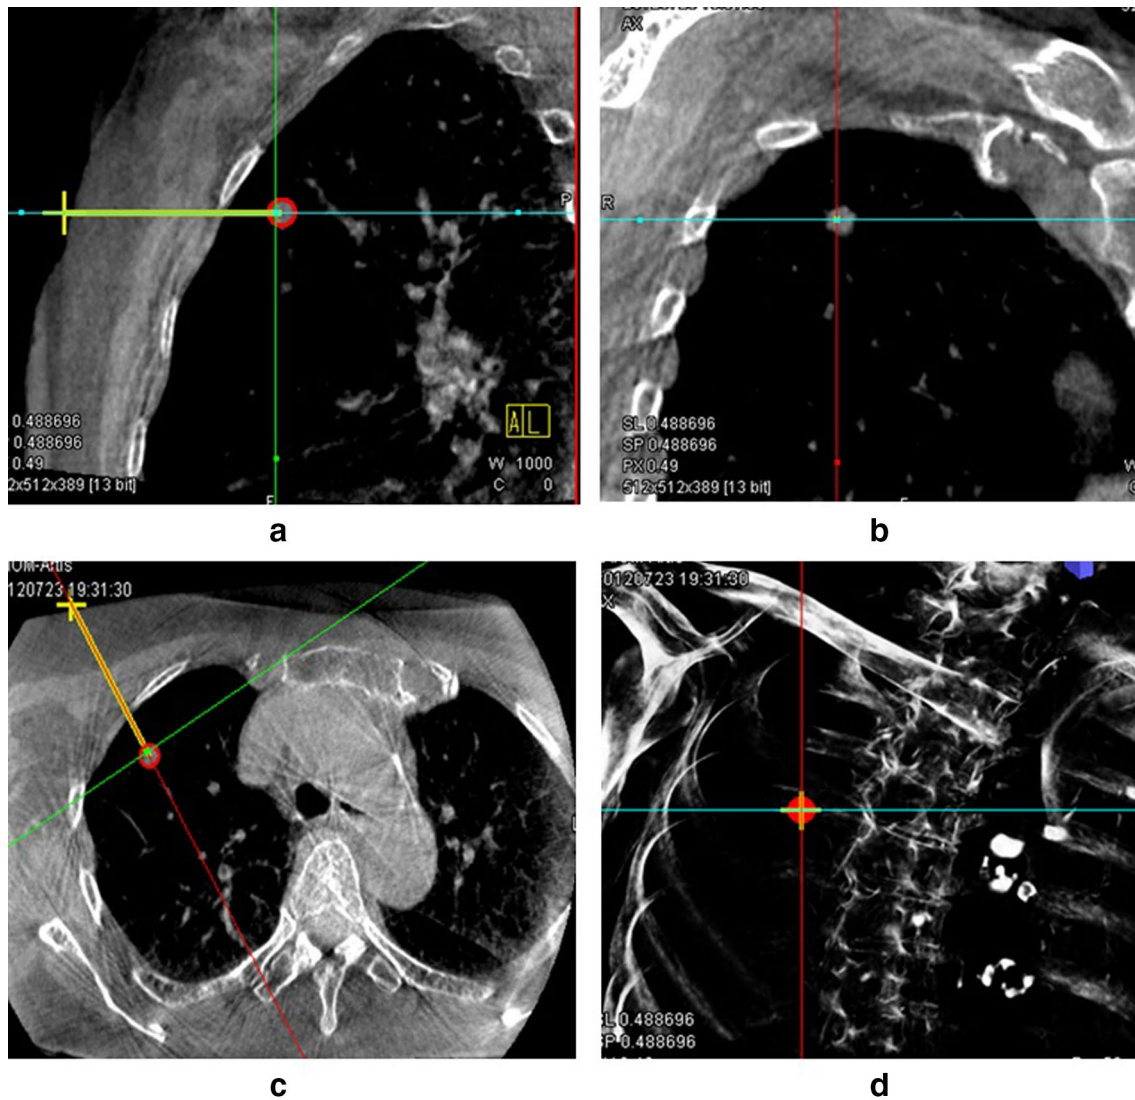 P
0.488696
0.488696
0.49
2x512x389 [13 bit]
A L
W 1000
C 0
a
AX
R
SL 0.488696
SP 0.488696
PX 0.49
512x512x389 [13 bit]
b
120723 19:31:30
c
0120723 19:31:30
X
SL 0.488696
SP 0.488696
d